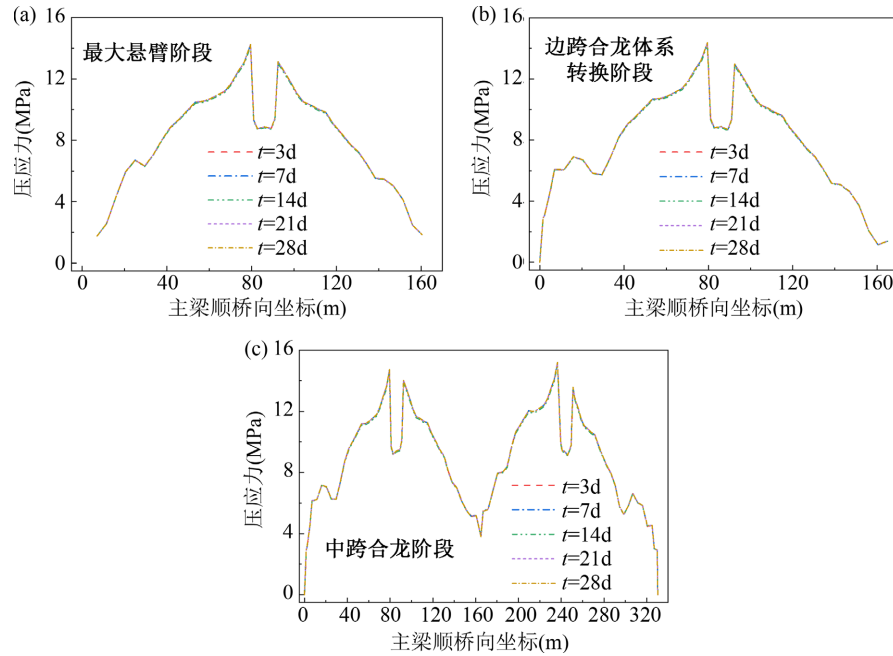 (a)
最大悬臂阶段
压应力(MPa)
16
12
8
4
0
t=3d
t=7d
t=14d
t=21d
t=28d
0 40 80 120 160
主梁顺桥向坐标(m)
(b)
边跨合龙体系
转换阶段
压应力(MPa)
16
12
8
4
0
t=3d
t=7d
t=14d
t=21d
t=28d
0 40 80 120 160
主梁顺桥向坐标(m)
(c)
中跨合龙阶段
压应力(MPa)
16
12
8
4
0
t=3d
t=7d
t=14d
t=21d
t=28d
0 40 80 120 160 200 240 280 320
主梁顺桥向坐标(m)